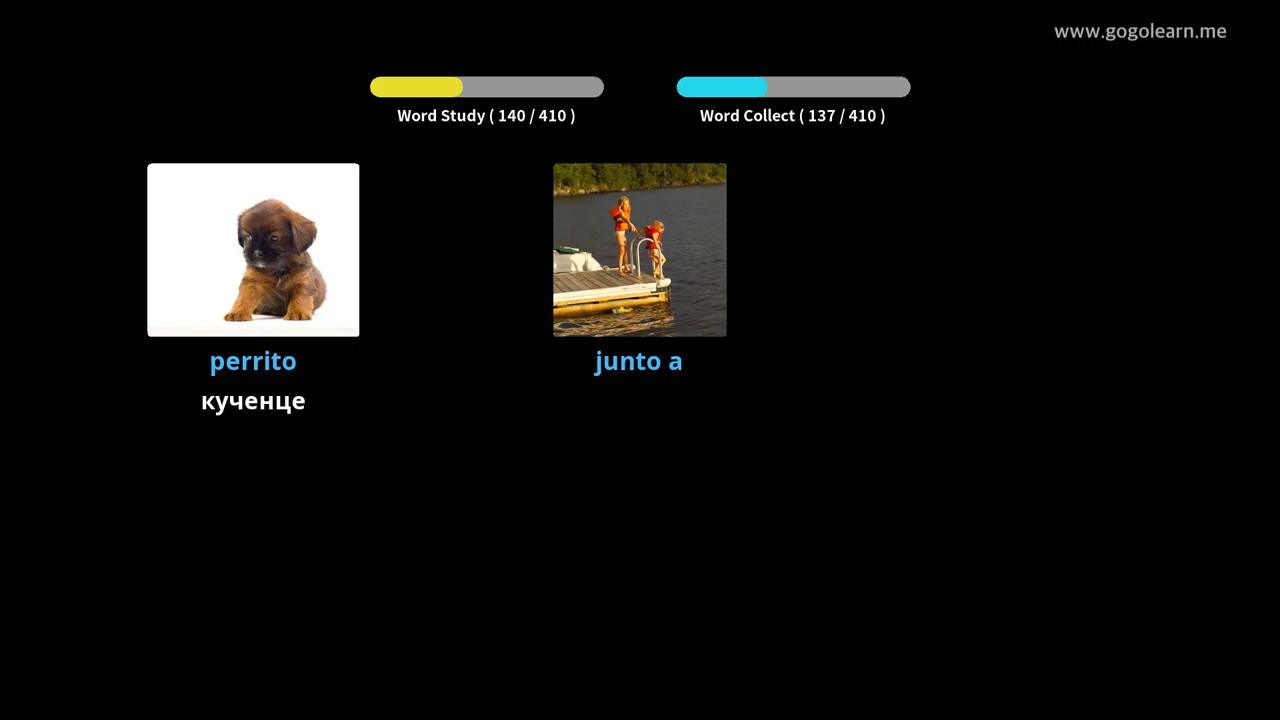 www.gogolearn.me
Word Study ( 140 / 410 )
Word Collect ( 137 / 410 )
perrito
кученце
junto a